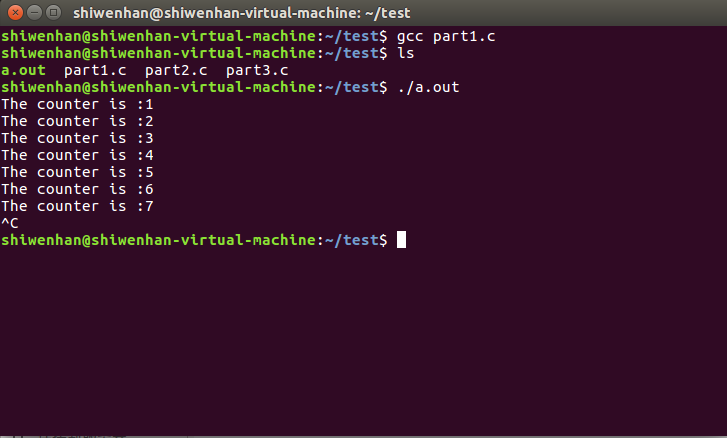 shiwenhan@shiwenhan-virtual-machine: ~/test
shiwenhan@shiwenhan-virtual-machine:~/test$ gcc part1.c
shiwenhan@shiwenhan-virtual-machine:~/test$ ls
a.out  part1.c  part2.c  part3.c
shiwenhan@shiwenhan-virtual-machine:~/test$ ./a.out
The counter is :1
The counter is :2
The counter is :3
The counter is :4
The counter is :5
The counter is :6
The counter is :7
^C
shiwenhan@shiwenhan-virtual-machine:~/test$